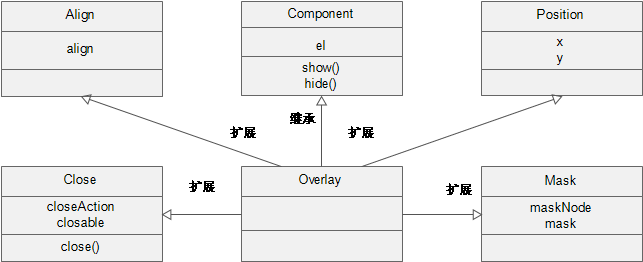 Align
Component
Position
align
el
x
y
show()
hide()
继承
扩展
扩展
扩展
扩展
Close
Overlay
Mask
closeAction
closable
maskNode
mask
close()